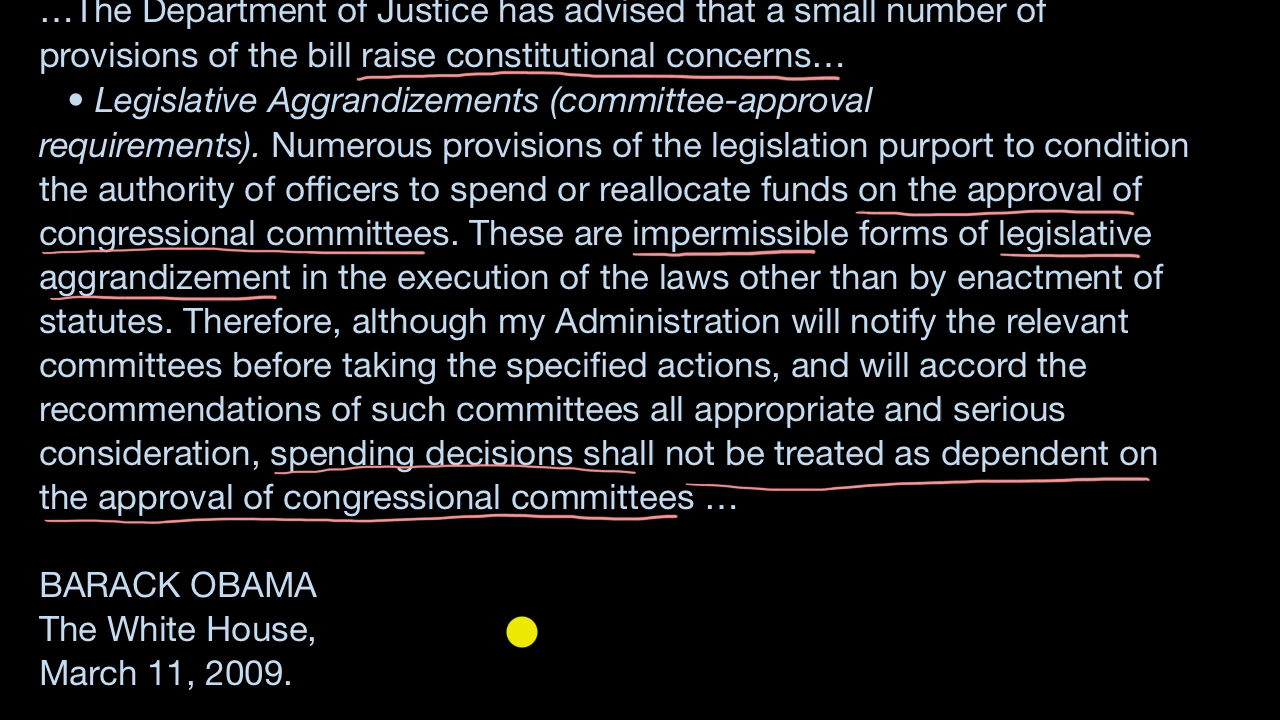 …The Department of Justice has advised that a small number of
provisions of the bill raise constitutional concerns…
• Legislative Aggrandizements (committee-approval
requirements). Numerous provisions of the legislation purport to condition
the authority of officers to spend or reallocate funds on the approval of
congressional committees. These are impermissible forms of legislative
aggrandizement in the execution of the laws other than by enactment of
statutes. Therefore, although my Administration will notify the relevant
committees before taking the specified actions, and will accord the
recommendations of such committees all appropriate and serious
consideration, spending decisions shall not be treated as dependent on
the approval of congressional committees …
BARACK OBAMA
The White House,
March 11, 2009.